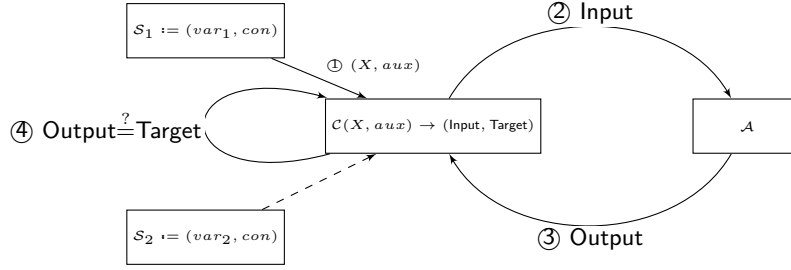 𝒮₁ := (var₁, con)
② Input
① (X, aux)
④ Output ≟ Target
𝒞(X, aux) → (Input, Target)
𝒜
𝒮₂ := (var₂, con)
③ Output